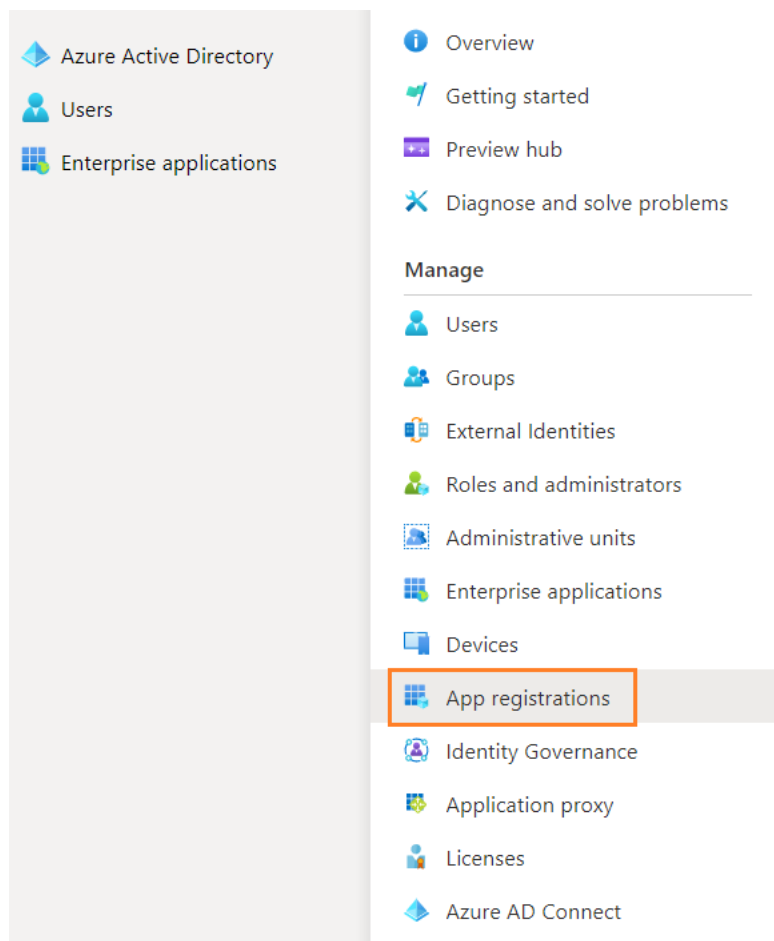 Azure Active Directory
Users
Enterprise applications
Overview
Getting started
Preview hub
Diagnose and solve problems
Manage
Users
Groups
External Identities
Roles and administrators
Administrative units
Enterprise applications
Devices
App registrations
Identity Governance
Application proxy
Licenses
Azure AD Connect